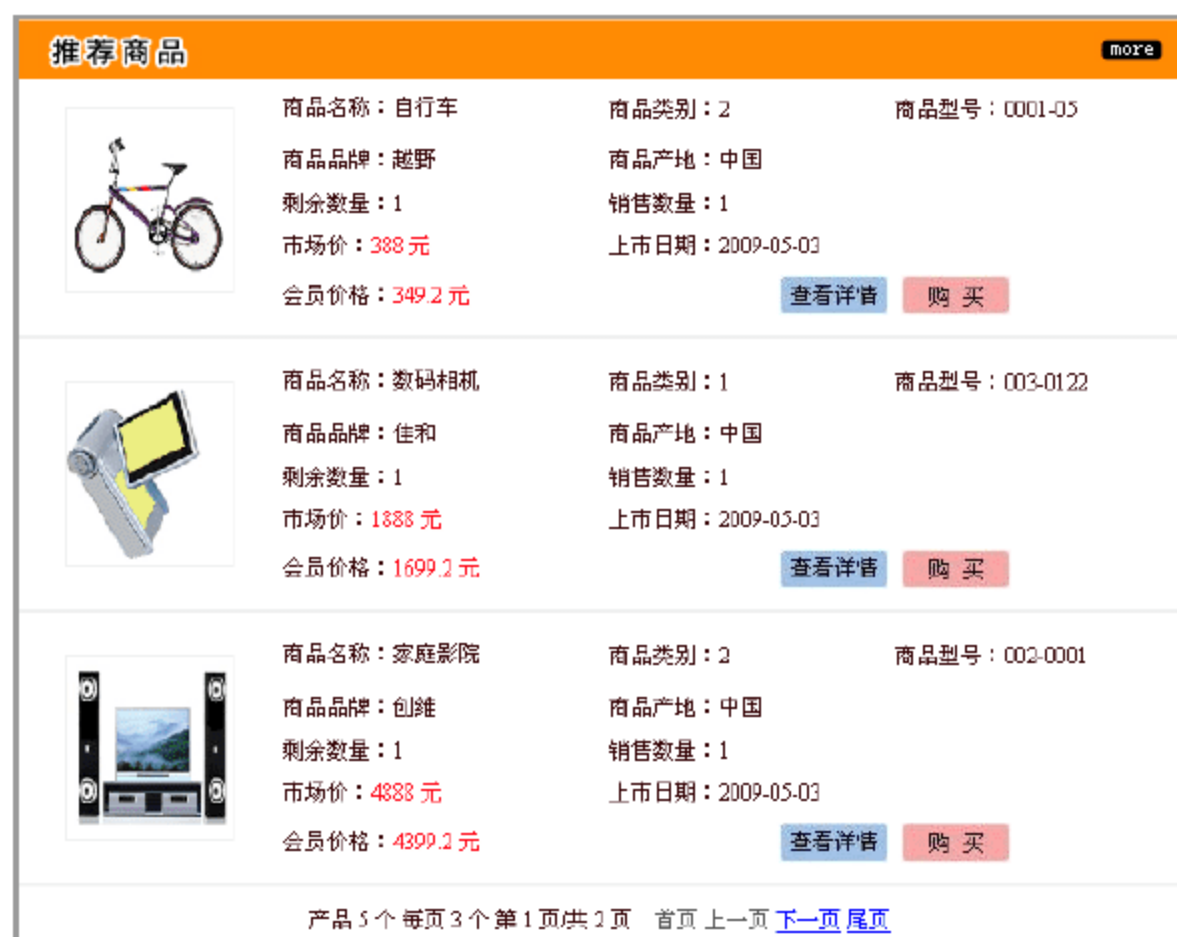 推荐商品 more
商品名称：自行车 商品类别：2 商品型号：0001-05
商品品牌：越野 商品产地：中国
剩余数量：1 销售数量：1
市场价：388 元 上市日期：2009-05-03
会员价格：349.2 元 查看详情 购 买
商品名称：数码相机 商品类别：1 商品型号：003-0122
商品品牌：佳和 商品产地：中国
剩余数量：1 销售数量：1
市场价：1888 元 上市日期：2009-05-03
会员价格：1699.2 元 查看详情 购 买
商品名称：家庭影院 商品类别：2 商品型号：002-0001
商品品牌：创维 商品产地：中国
剩余数量：1 销售数量：1
市场价：4888 元 上市日期：2009-05-03
会员价格：4399.2 元 查看详情 购 买
产品 5 个 每页 3 个 第 1 页/共 2 页 首页 上一页 下一页 尾页